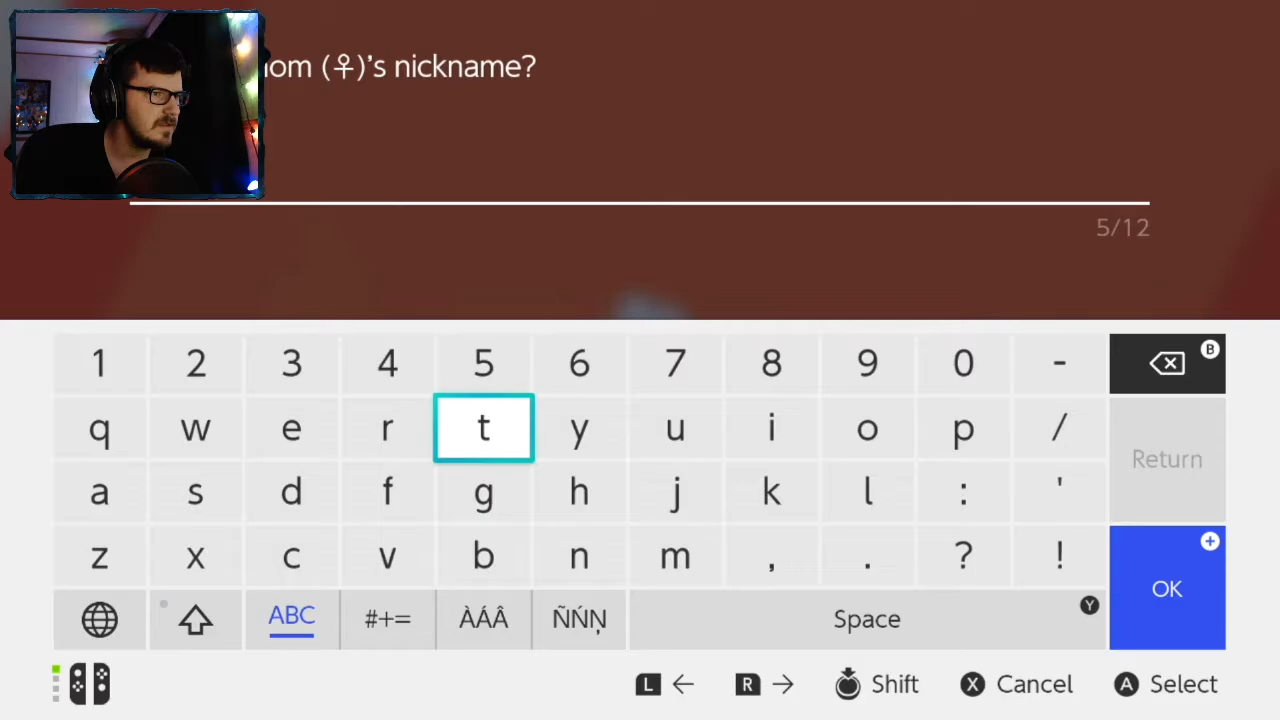 om (♀)'s nickname?
5/12
1 2 3 4 5 6 7 8 9 0 - B
q w e r t y u i o p / Return
a s d f g h j k l : '
z x c v b n m , . ? ! + OK
ABC #+= ÀÁÂ ÑŃŅ Space Y
L ← R → Shift X Cancel A Select